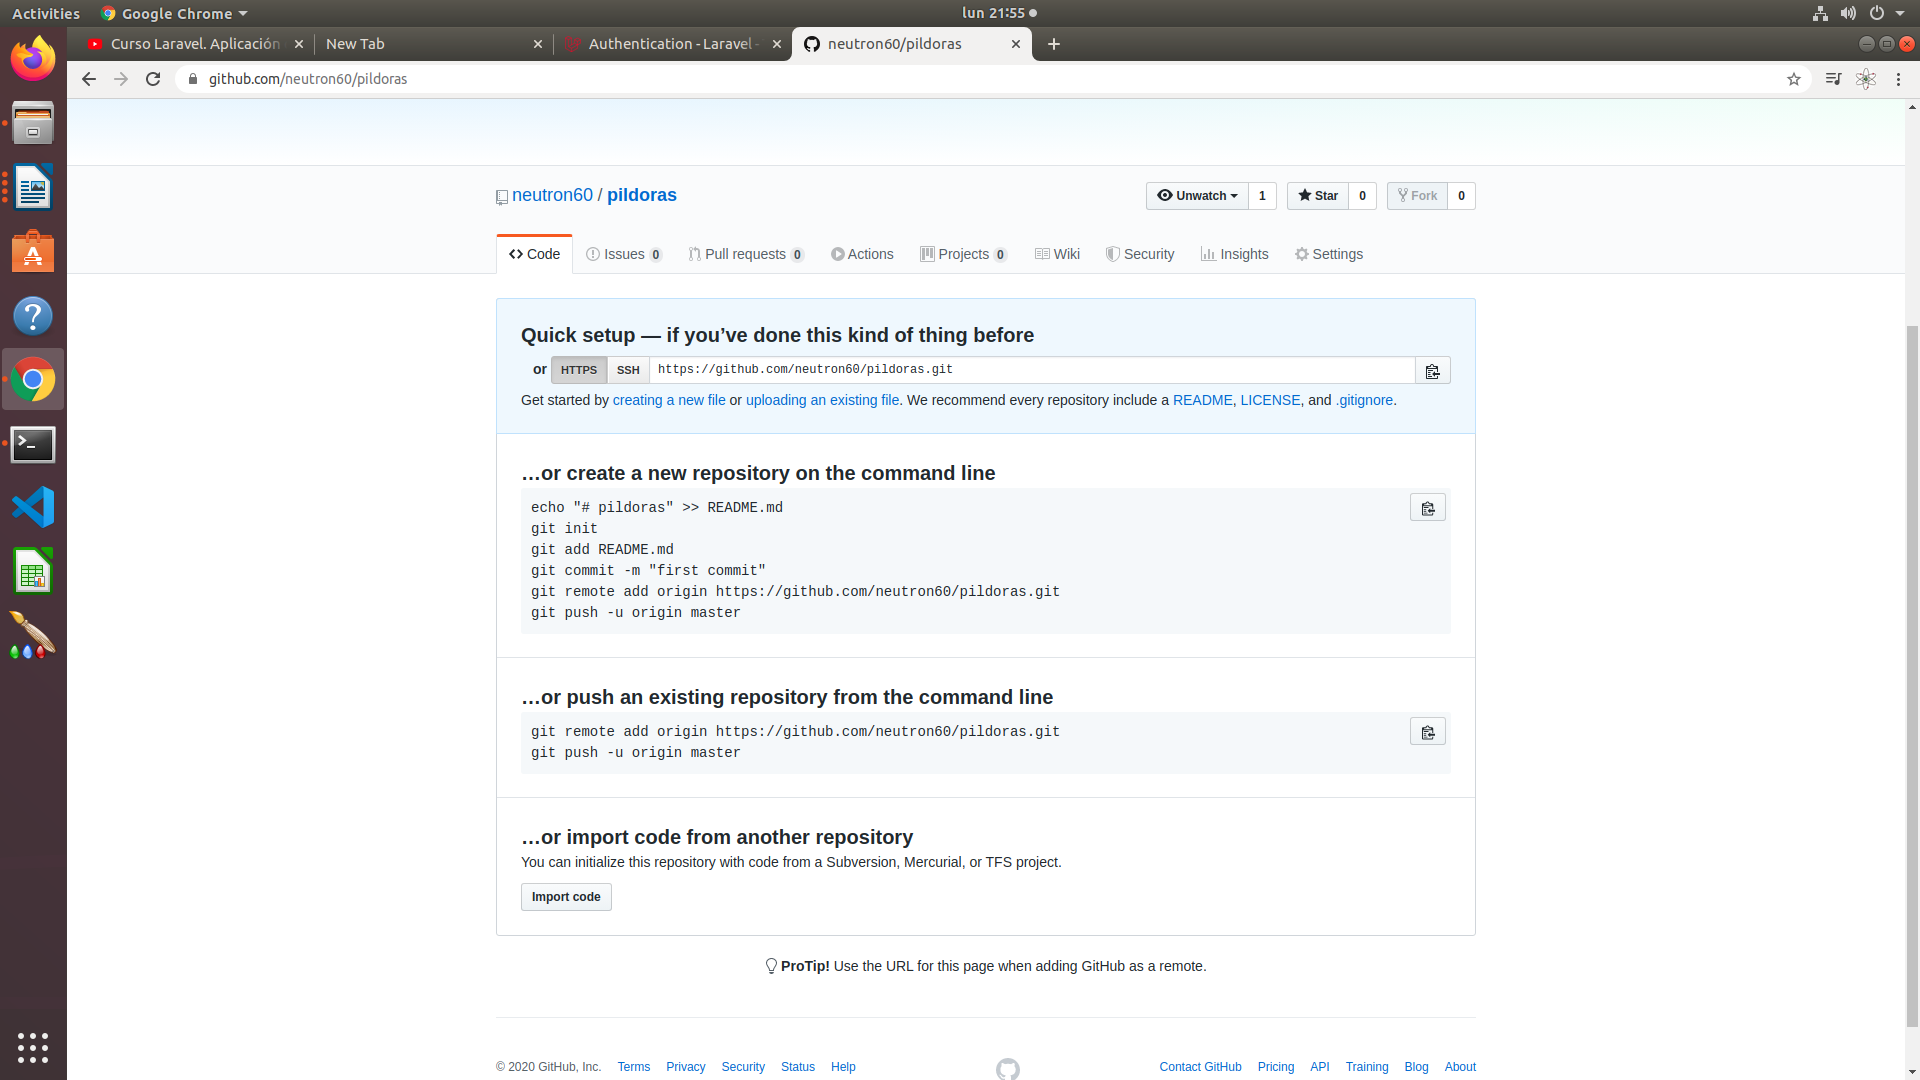 Activities Google Chrome lun 21:55
Curso Laravel. Aplicación New Tab Authentication - Laravel - neutron60/pildoras
github.com/neutron60/pildoras
neutron60 / pildoras Unwatch 1 Star 0 Fork 0
Code Issues 0 Pull requests 0 Actions Projects 0 Wiki Security Insights Settings
Quick setup — if you’ve done this kind of thing before
or HTTPS SSH https://github.com/neutron60/pildoras.git
Get started by creating a new file or uploading an existing file. We recommend every repository include a README, LICENSE, and .gitignore.
…or create a new repository on the command line
echo "# pildoras" >> README.md
git init
git add README.md
git commit -m "first commit"
git remote add origin https://github.com/neutron60/pildoras.git
git push -u origin master
…or push an existing repository from the command line
git remote add origin https://github.com/neutron60/pildoras.git
git push -u origin master
…or import code from another repository
You can initialize this repository with code from a Subversion, Mercurial, or TFS project.
Import code
ProTip! Use the URL for this page when adding GitHub as a remote.
© 2020 GitHub, Inc. Terms Privacy Security Status Help Contact GitHub Pricing API Training Blog About